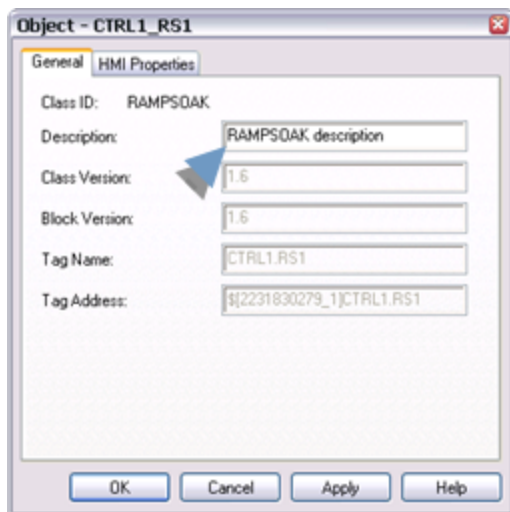 Object - CTRL1_RS1
General HMI Properties
Class ID: RAMPSOAK
Description: RAMPSOAK description
Class Version: 1.6
Block Version: 1.6
Tag Name: CTRL1.RS1
Tag Address: $[2231830279_1]CTRL1.RS1
OK Cancel Apply Help